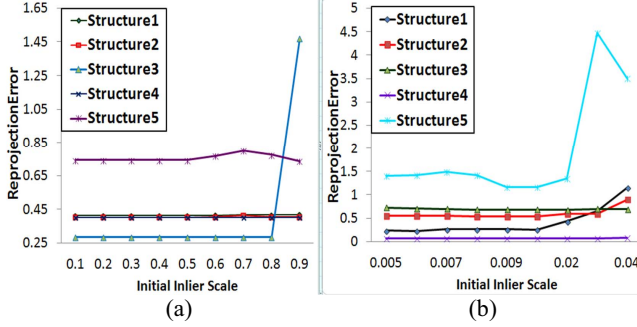 1.65
1.45
1.25
1.05
0.85
0.65
0.45
0.25
ReprojectionError
Structure1
Structure2
Structure3
Structure4
Structure5
0.1 0.2 0.3 0.4 0.5 0.6 0.7 0.8 0.9
Initial Inlier Scale
(a)
5
4.5
4
3.5
3
2.5
2
1.5
1
0.5
0
ReprojectionError
Structure1
Structure2
Structure3
Structure4
Structure5
0.005 0.007 0.009 0.02 0.04
Initial Inlier Scale
(b)